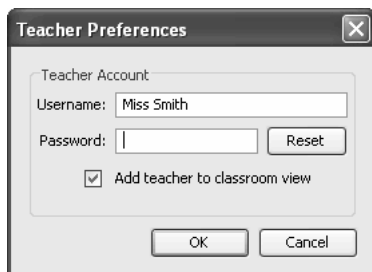 Teacher Preferences
Teacher Account
Username: Miss Smith
Password: Reset
Add teacher to classroom view
OK Cancel